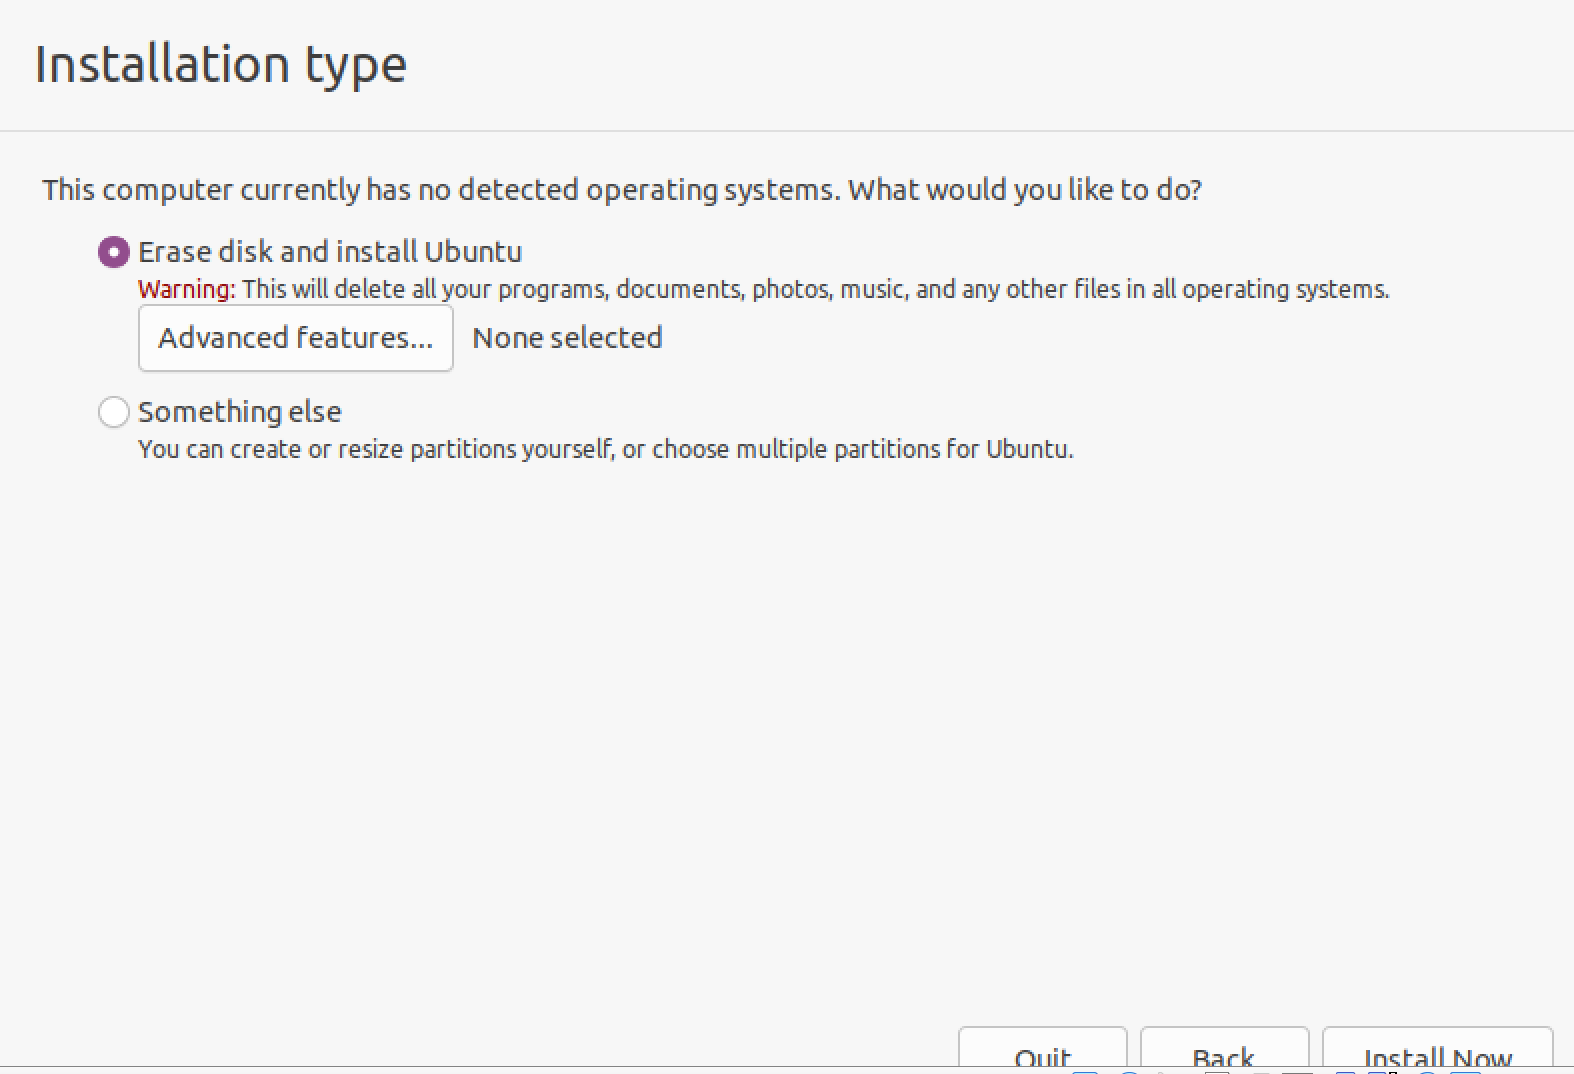 Installation type
This computer currently has no detected operating systems. What would you like to do?
Erase disk and install Ubuntu
Warning: This will delete all your programs, documents, photos, music, and any other files in all operating systems.
Advanced features... None selected
Something else
You can create or resize partitions yourself, or choose multiple partitions for Ubuntu.
Quit Back Install Now